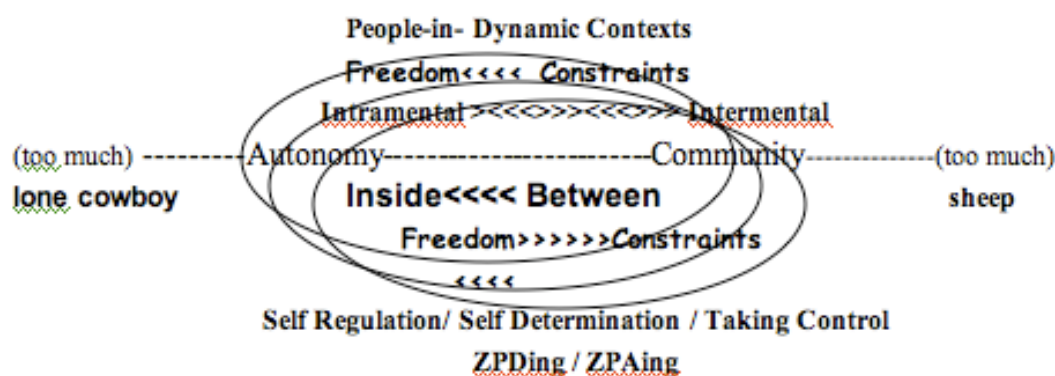 People-in- Dynamic Contexts
Freedom<<<< Constraints
Intramental ><<>><<>> Intermental
(too much) ---------Autonomy-------------------------Community-------------(too much)
lone cowboy Inside<<<< Between sheep
Freedom>>>>>>Constraints
<<<<
Self Regulation/ Self Determination / Taking Control
ZPDing / ZPAing